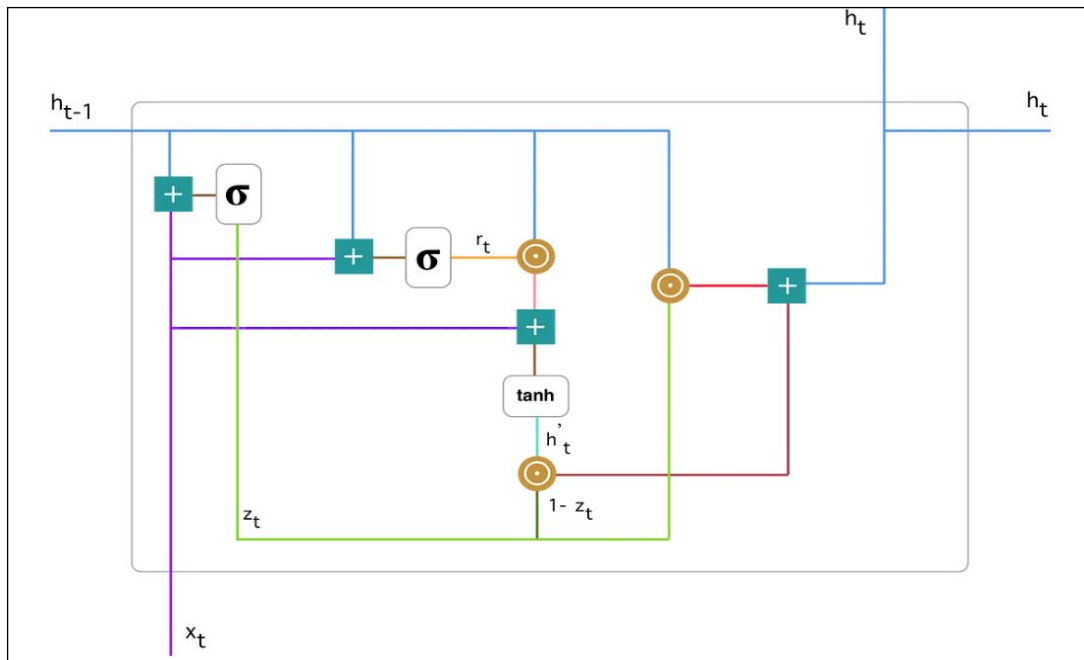 h_t
h_{t-1}
h_t
+
σ
+
σ
r_t
+
+
tanh
h'_t
1- z_t
z_t
x_t